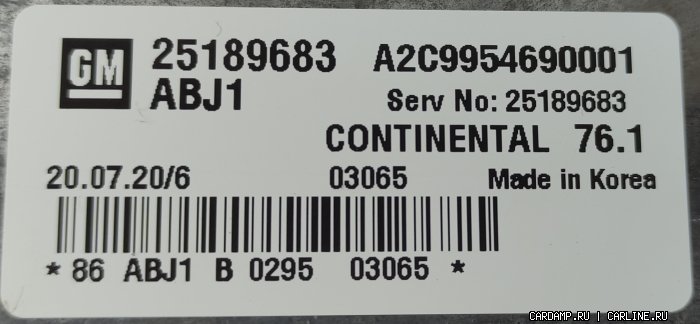 GM 25189683 A2C9954690001
ABJ1 Serv No: 25189683
CONTINENTAL 76.1
20.07.20/6 03065 Made in Korea
* 86 ABJ1 B 0295 03065 *
CARDAMP.RU | CARLINE.RU